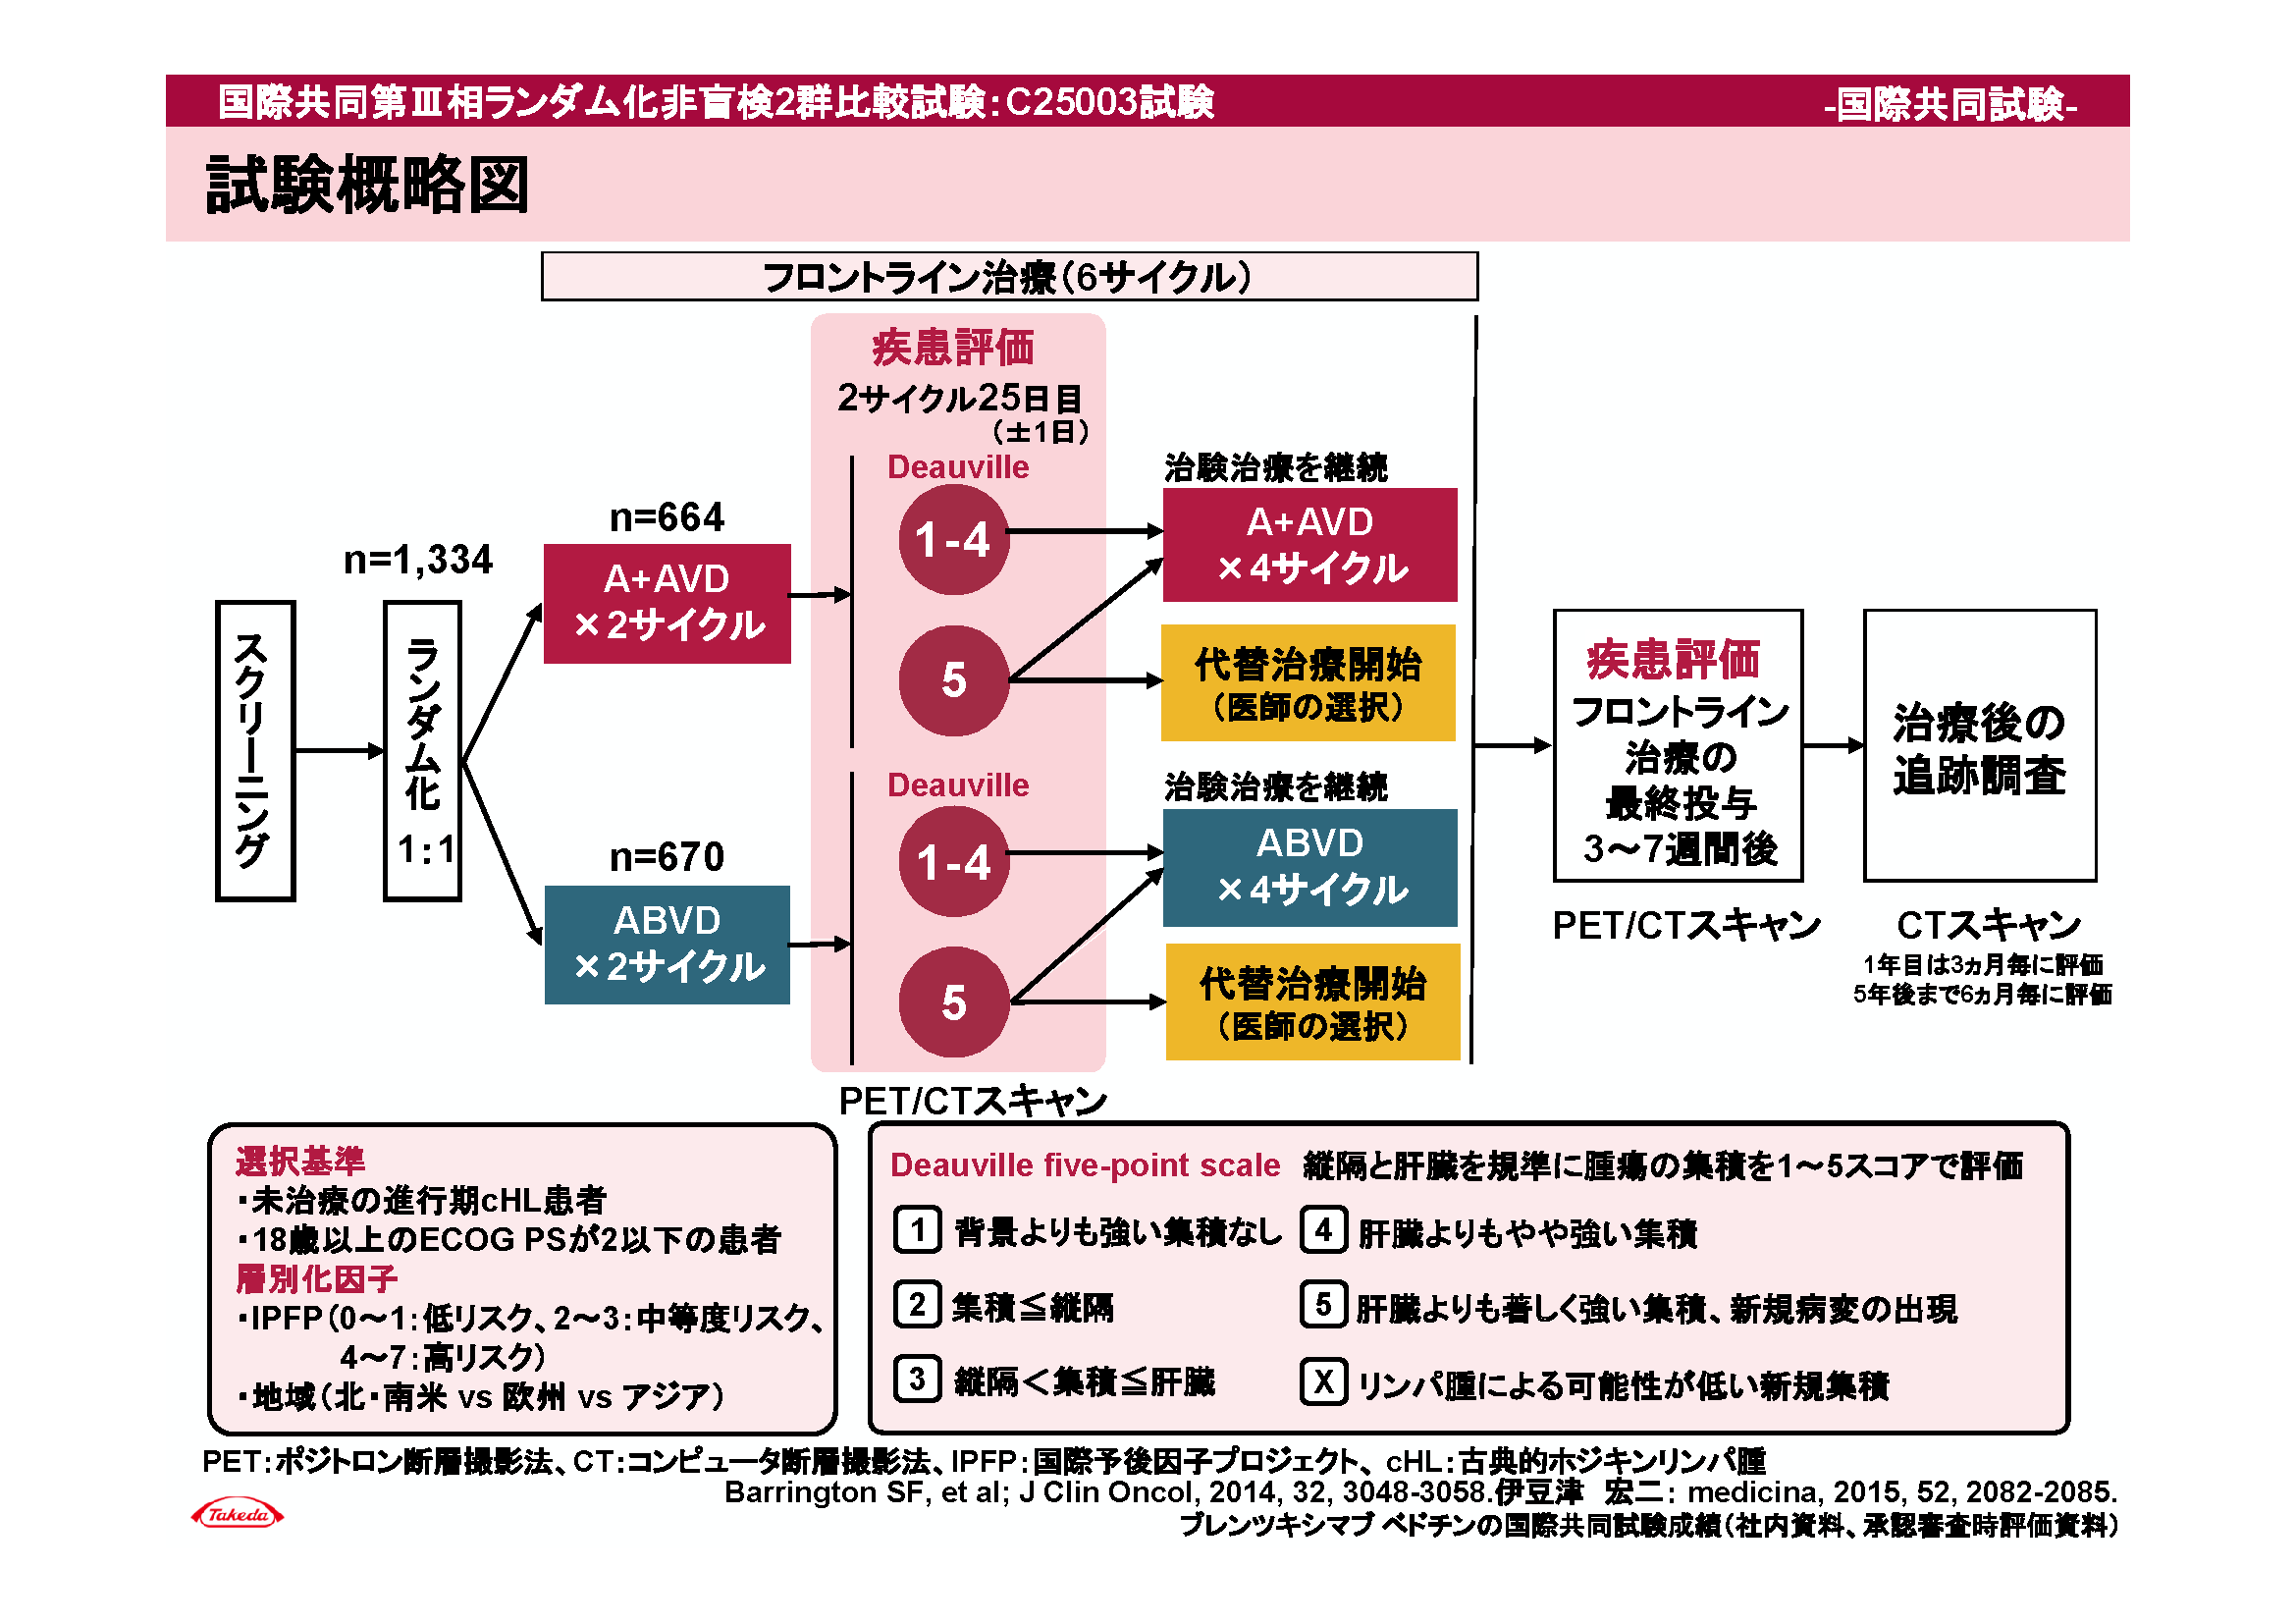 国際共同第Ⅲ相ランダム化非盲検2群比較試験：C25003試験
-国際共同試験-
試験概略図
フロントライン治療（6サイクル）
疾患評価
2サイクル25日目
（±1日）
スクリーニング
n=1,334
ランダム化
1：1
n=664
A+AVD
×2サイクル
Deauville
1-4
5
治験治療を継続
A+AVD
×4サイクル
代替治療開始
（医師の選択）
n=670
ABVD
×2サイクル
Deauville
1-4
5
治験治療を継続
ABVD
×4サイクル
代替治療開始
（医師の選択）
PET/CTスキャン
疾患評価
フロントライン
治療の
最終投与
3～7週間後
PET/CTスキャン
治療後の
追跡調査
CTスキャン
1年目は3ヵ月毎に評価
5年後まで6ヵ月毎に評価
選択基準
・未治療の進行期cHL患者
・18歳以上のECOG PSが2以下の患者
層別化因子
・IPFP（0～1：低リスク、2～3：中等度リスク、
4～7：高リスク）
・地域（北・南米 vs 欧州 vs アジア）
Deauville five-point scale 縦隔と肝臓を規準に腫瘍の集積を1～5スコアで評価
1 背景よりも強い集積なし
2 集積≦縦隔
3 縦隔＜集積≦肝臓
4 肝臓よりもやや強い集積
5 肝臓よりも著しく強い集積、新規病変の出現
X リンパ腫による可能性が低い新規集積
PET：ポジトロン断層撮影法、CT：コンピュータ断層撮影法、IPFP：国際予後因子プロジェクト、cHL：古典的ホジキンリンパ腫
Barrington SF, et al; J Clin Oncol, 2014, 32, 3048-3058.伊豆津　宏二： medicina, 2015, 52, 2082-2085.
ブレンツキシマブ ベドチンの国際共同試験成績（社内資料、承認審査時評価資料）
Takeda